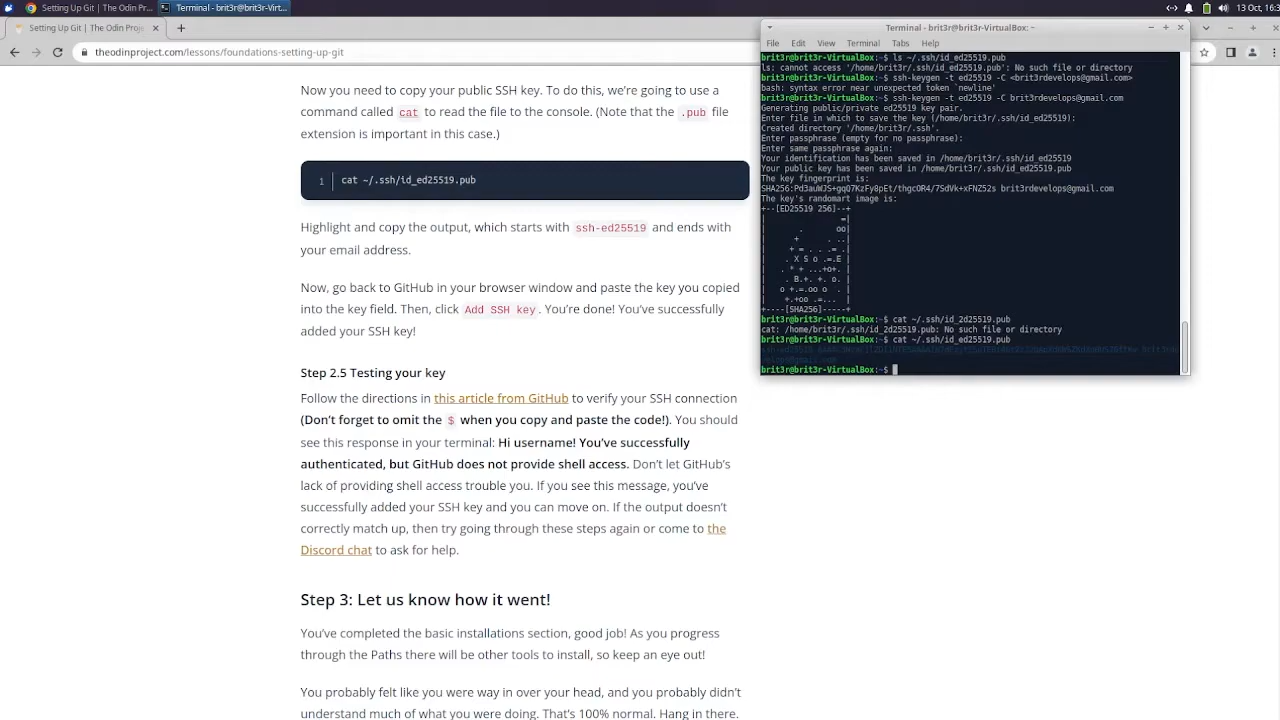 Setting Up Git | The Odin Pr...
Terminal - brit3r@brit3r-Virt...
13 Oct, 16:3
Setting Up Git | The Odin Proj
theodinproject.com/lessons/foundations-setting-up-git
Now you need to copy your public SSH key. To do this, we're going to use a
command called cat to read the file to the console. (Note that the .pub file
extension is important in this case.)
1 cat ~/.ssh/id_ed25519.pub
Highlight and copy the output, which starts with ssh-ed25519 and ends with
your email address.
Now, go back to GitHub in your browser window and paste the key you copied
into the key field. Then, click Add SSH key. You're done! You've successfully
added your SSH key!
Step 2.5 Testing your key
Follow the directions in this article from GitHub to verify your SSH connection
(Don't forget to omit the $ when you copy and paste the code!). You should
see this response in your terminal: Hi username! You've successfully
authenticated, but GitHub does not provide shell access. Don't let GitHub's
lack of providing shell access trouble you. If you see this message, you've
successfully added your SSH key and you can move on. If the output doesn't
correctly match up, then try going through these steps again or come to the
Discord chat to ask for help.
Step 3: Let us know how it went!
You've completed the basic installations section, good job! As you progress
through the Paths there will be other tools to install, so keep an eye out!
You probably felt like you were way in over your head, and you probably didn't
understand much of what you were doing. That's 100% normal. Hang in there.
Terminal - brit3r@brit3r-VirtualBox: ~
File Edit View Terminal Tabs Help
brit3r@brit3r-VirtualBox:~$ ls ~/.ssh/id_ed25519.pub
ls: cannot access '/home/brit3r/.ssh/id_ed25519.pub': No such file or directory
brit3r@brit3r-VirtualBox:~$ ssh-keygen -t ed25519 -C <brit3rdevelops@gmail.com>
bash: syntax error near unexpected token `newline'
brit3r@brit3r-VirtualBox:~$ ssh-keygen -t ed25519 -C brit3rdevelops@gmail.com
Generating public/private ed25519 key pair.
Enter file in which to save the key (/home/brit3r/.ssh/id_ed25519):
Created directory '/home/brit3r/.ssh'.
Enter passphrase (empty for no passphrase):
Enter same passphrase again:
Your identification has been saved in /home/brit3r/.ssh/id_ed25519
Your public key has been saved in /home/brit3r/.ssh/id_ed25519.pub
The key fingerprint is:
SHA256:Pd3auWJS+gqQ7KzFy8pEt/thgcOR4/7SdVk+xFNZ52s brit3rdevelops@gmail.com
The key's randomart image is:
+--[ED25519 256]--+
| =|
| . oo|
| + . ..|
| + = . . .= .|
| . X S o .=.E |
| . * + ...+o+. |
| . B.+. +. o. |
| o +.=.oo o . |
| +.+oo .=... |
+----[SHA256]-----+
brit3r@brit3r-VirtualBox:~$ cat ~/.ssh/id_2d25519.pub
cat: /home/brit3r/.ssh/id_2d25519.pub: No such file or directory
brit3r@brit3r-VirtualBox:~$ cat ~/.ssh/id_ed25519.pub
brit3r@brit3r-VirtualBox:~$